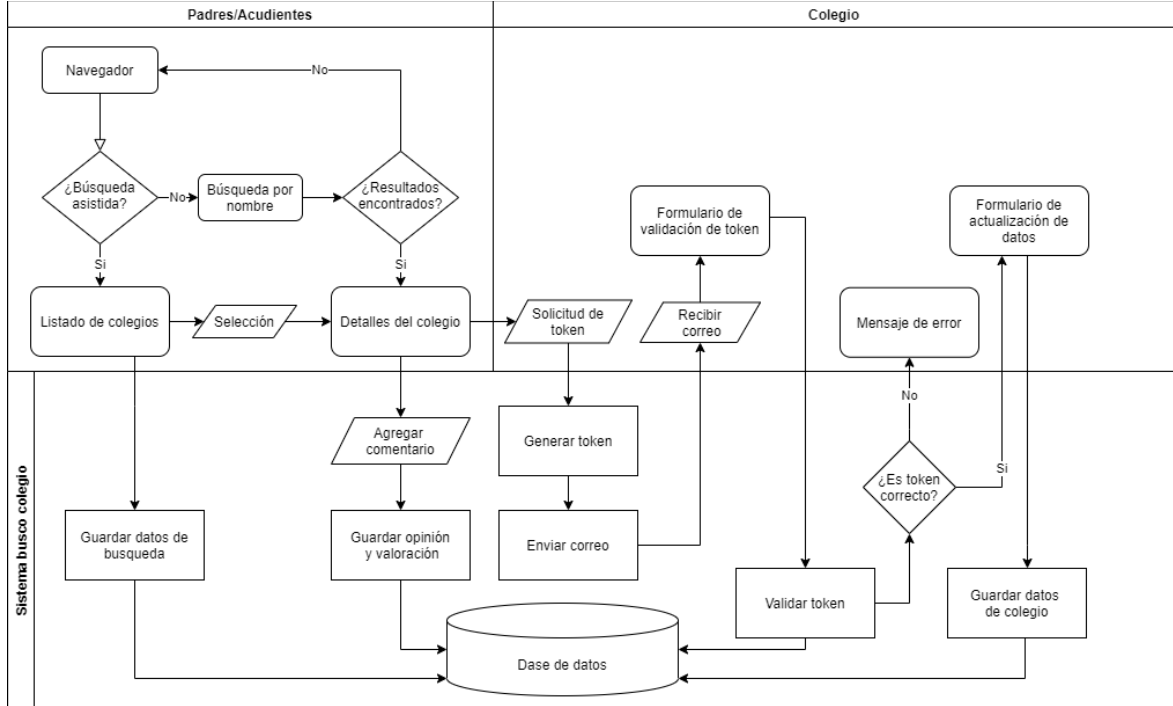 Padres/Acudientes
Colegio
Navegador
No
¿Búsqueda
asistida?
No
Búsqueda por
nombre
¿Resultados
encontrados?
Si
Si
Listado de colegios
Selección
Detalles del colegio
Solicitud de
token
Recibir
correo
Formulario de
validación de token
Formulario de
actualización de
datos
Mensaje de error
Sistema busco colegio
Agregar
comentario
Generar token
No
¿Es token
correcto?
Si
Guardar datos de
busqueda
Guardar opinión
y valoración
Enviar correo
Validar token
Guardar datos
de colegio
Dase de datos